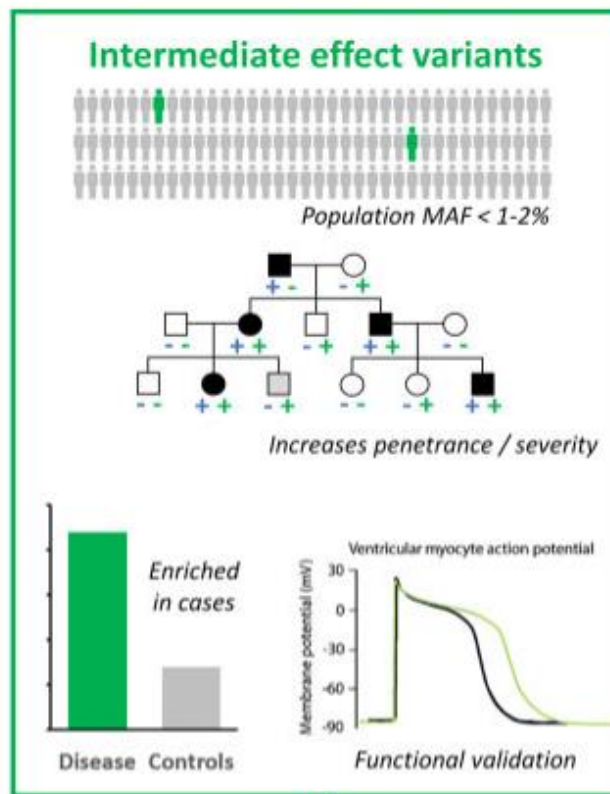 Intermediate effect variants
Population MAF < 1-2%
+ - - +
- - + + - + + + - -
- - + + - + - - - + + +
Increases penetrance / severity
Enriched
in cases
Disease Controls
Ventricular myocyte action potential
Membrane potential (mV)
30
0
-30
-60
-90
Functional validation